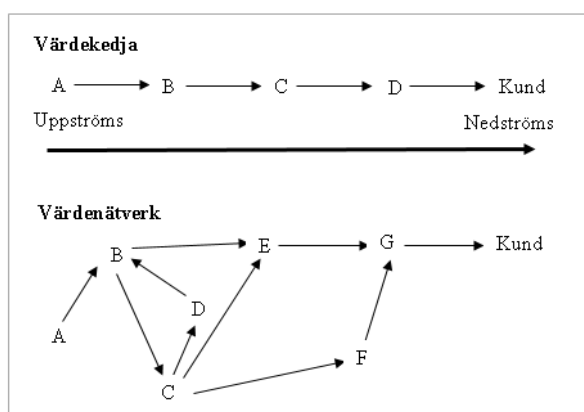 Värdekedja
A B C D Kund
Uppströms Nedströms
Värdenätverk
B E G Kund
D
A
F
C